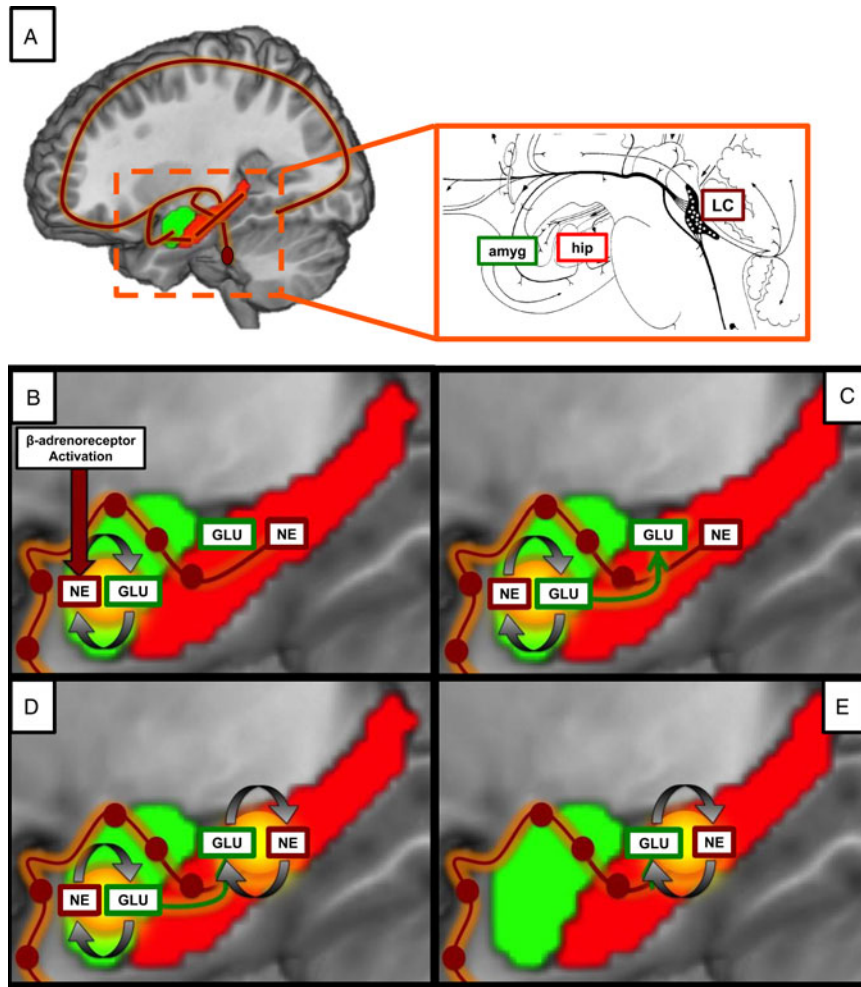 A
LC
amyg
hip
B
β-adrenoreceptor
Activation
GLU
NE
NE
GLU
C
GLU
NE
NE
GLU
D
GLU
NE
NE
GLU
E
GLU
NE